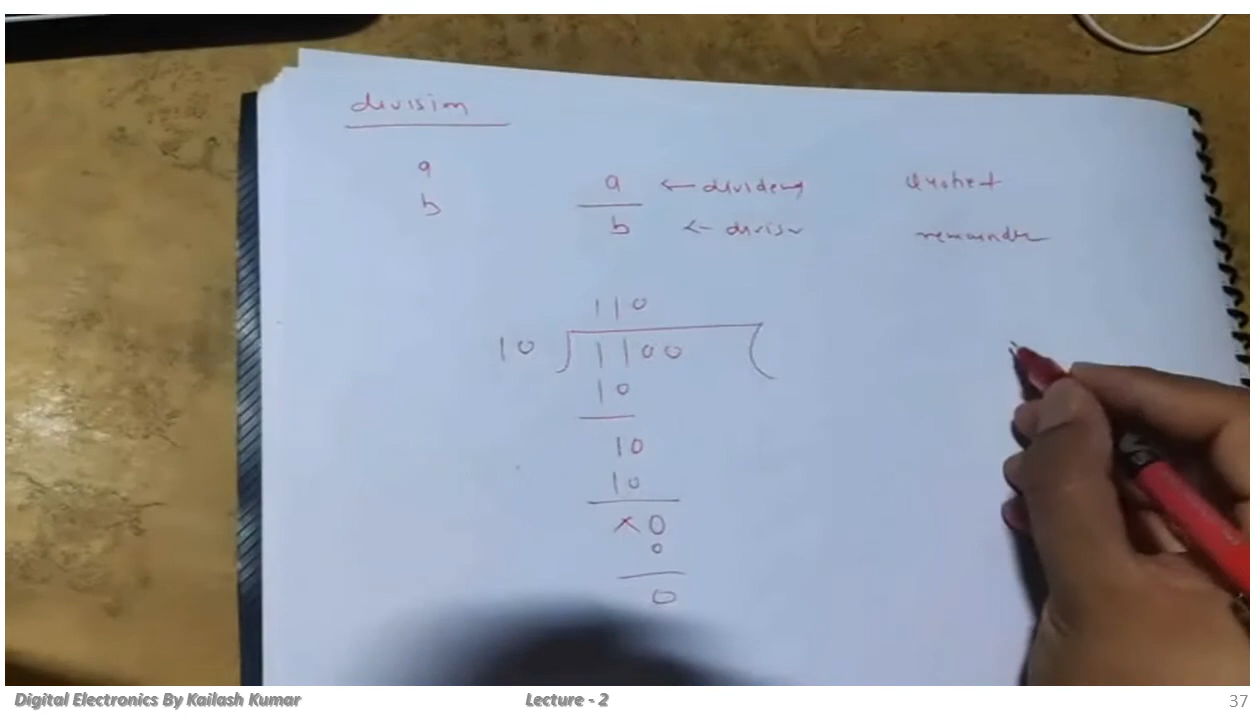 division
a a ← dividend Quotient
b b ← divisor remainder
110
10 1100
10
10
10
×0
0
0
Digital Electronics By Kailash Kumar Lecture - 2 37